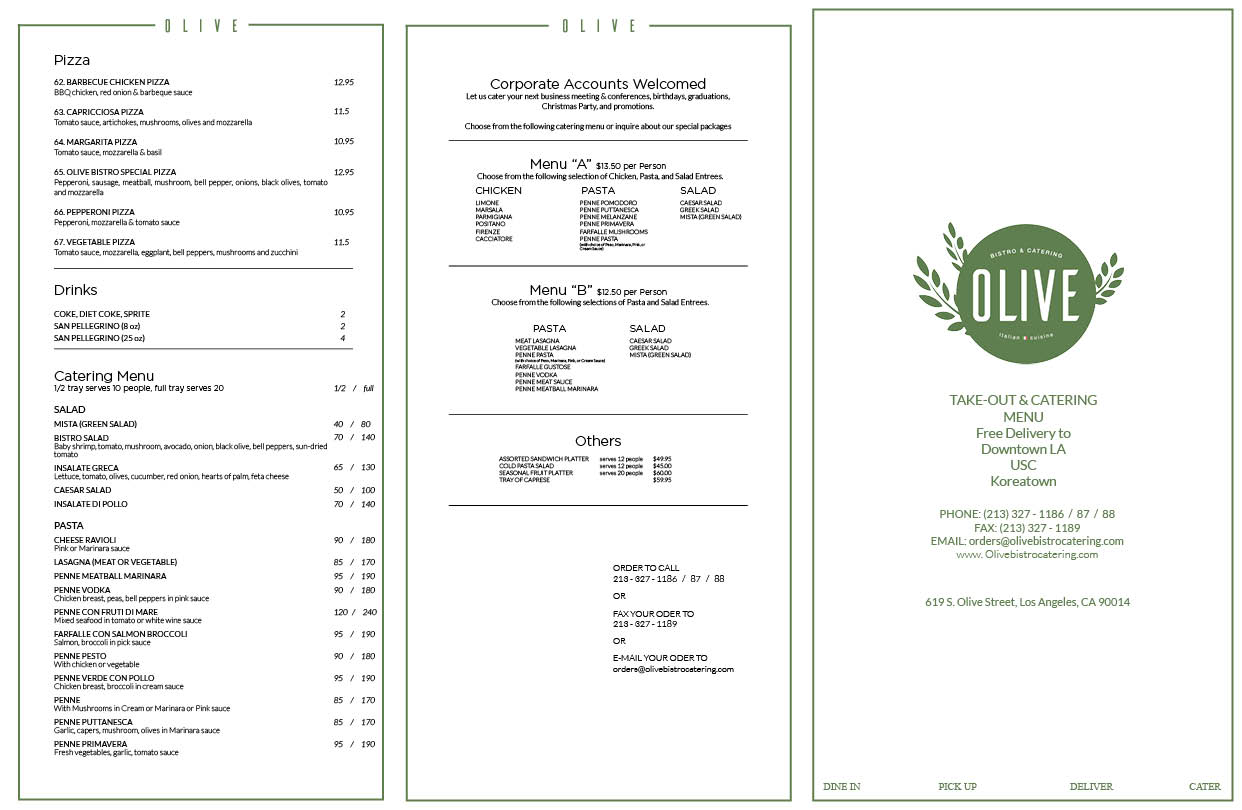 OLIVE
Pizza
62. BARBECUE CHICKEN PIZZA 12.95
BBQ chicken, red onion & barbeque sauce
63. CAPRICCIOSA PIZZA 11.5
Tomato sauce, artichokes, mushrooms, olives and mozzarella
64. MARGARITA PIZZA 10.95
Tomato sauce, mozzarella & basil
65. OLIVE BISTRO SPECIAL PIZZA 12.95
Pepperoni, sausage, meatball, mushroom, bell pepper, onions, black olives, tomato
and mozzarella
66. PEPPERONI PIZZA 10.95
Pepperoni, mozzarella & tomato sauce
67. VEGETABLE PIZZA 11.5
Tomato sauce, mozzarella, eggplant, bell peppers, mushrooms and zucchini
Drinks
COKE, DIET COKE, SPRITE 2
SAN PELLEGRINO (8 oz) 2
SAN PELLEGRINO (25 oz) 4
Catering Menu
1/2 tray serves 10 people, full tray serves 20 1/2 / full
SALAD
MISTA (GREEN SALAD) 40 / 80
BISTRO SALAD 70 / 140
Baby shrimp, tomato, mushroom, avocado, onion, black olive, bell peppers, sun-dried
tomato
INSALATE GRECA 65 / 130
Lettuce, tomato, olives, cucumber, red onion, hearts of palm, feta cheese
CAESAR SALAD 50 / 100
INSALATE DI POLLO 70 / 140
PASTA
CHEESE RAVIOLI 90 / 180
Pink or Marinara sauce
LASAGNA (MEAT OR VEGETABLE) 85 / 170
PENNE MEATBALL MARINARA 95 / 190
PENNE VODKA 90 / 180
Chicken breast, peas, bell peppers in pink sauce
PENNE CON FRUTI DI MARE 120 / 240
Mixed seafood in tomato or white wine sauce
FARFALLE CON SALMON BROCCOLI 95 / 190
Salmon, broccoli in pick sauce
PENNE PESTO 90 / 180
With chicken or vegetable
PENNE VERDE CON POLLO 95 / 190
Chicken breast, broccoli in cream sauce
PENNE 85 / 170
With Mushrooms in Cream or Marinara or Pink sauce
PENNE PUTTANESCA 85 / 170
Garlic, capers, mushroom, olives in Marinara sauce
PENNE PRIMAVERA 95 / 190
Fresh vegetables, garlic, tomato sauce
OLIVE
Corporate Accounts Welcomed
Let us cater your next business meeting & conferences, birthdays, graduations,
Christmas Party, and promotions.
Choose from the following catering menu or inquire about our special packages
Menu “A” $13.50 per Person
Choose from the following selection of Chicken, Pasta, and Salad Entrees.
CHICKEN
LIMONE
MARSALA
PARMIGIANA
POSITANO
FIRENZE
CACCIATORE
PASTA
PENNE POMODORO
PENNE PUTTANESCA
PENNE MELANZANE
PENNE PRIMAVERA
FARFALLE MUSHROOMS
PENNE PASTA
(with choice of Peso, Marinara, Pink, or
Cream Sauce)
SALAD
CAESAR SALAD
GREEK SALAD
MISTA (GREEN SALAD)
Menu “B” $12.50 per Person
Choose from the following selections of Pasta and Salad Entrees.
PASTA
MEAT LASAGNA
VEGETABLE LASAGNA
PENNE PASTA
(with choice of Peso, Marinara, Pink, or Cream Sauce)
FARFALLE GUSTOSE
PENNE VODKA
PENNE MEAT SAUCE
PENNE MEATBALL MARINARA
SALAD
CAESAR SALAD
GREEK SALAD
MISTA (GREEN SALAD)
Others
ASSORTED SANDWICH PLATTER serves 12 people $49.95
COLD PASTA SALAD serves 12 people $45.00
SEASONAL FRUIT PLATTER serves 20 people $60.00
TRAY OF CAPRESE $59.95
ORDER TO CALL
213 - 327 - 1186 / 87 / 88
OR
FAX YOUR ODER TO
213 - 327 - 1189
OR
E-MAIL YOUR ODER TO
orders@olivebistrocatering.com
BISTRO & CATERING
OLIVE
italian cuisine
TAKE-OUT & CATERING
MENU
Free Delivery to
Downtown LA
USC
Koreatown
PHONE: (213) 327 - 1186 / 87 / 88
FAX: (213) 327 - 1189
EMAIL: orders@olivebistrocatering.com
www. Olivebistrocatering.com
619 S. Olive Street, Los Angeles, CA 90014
DINE IN PICK UP DELIVER CATER